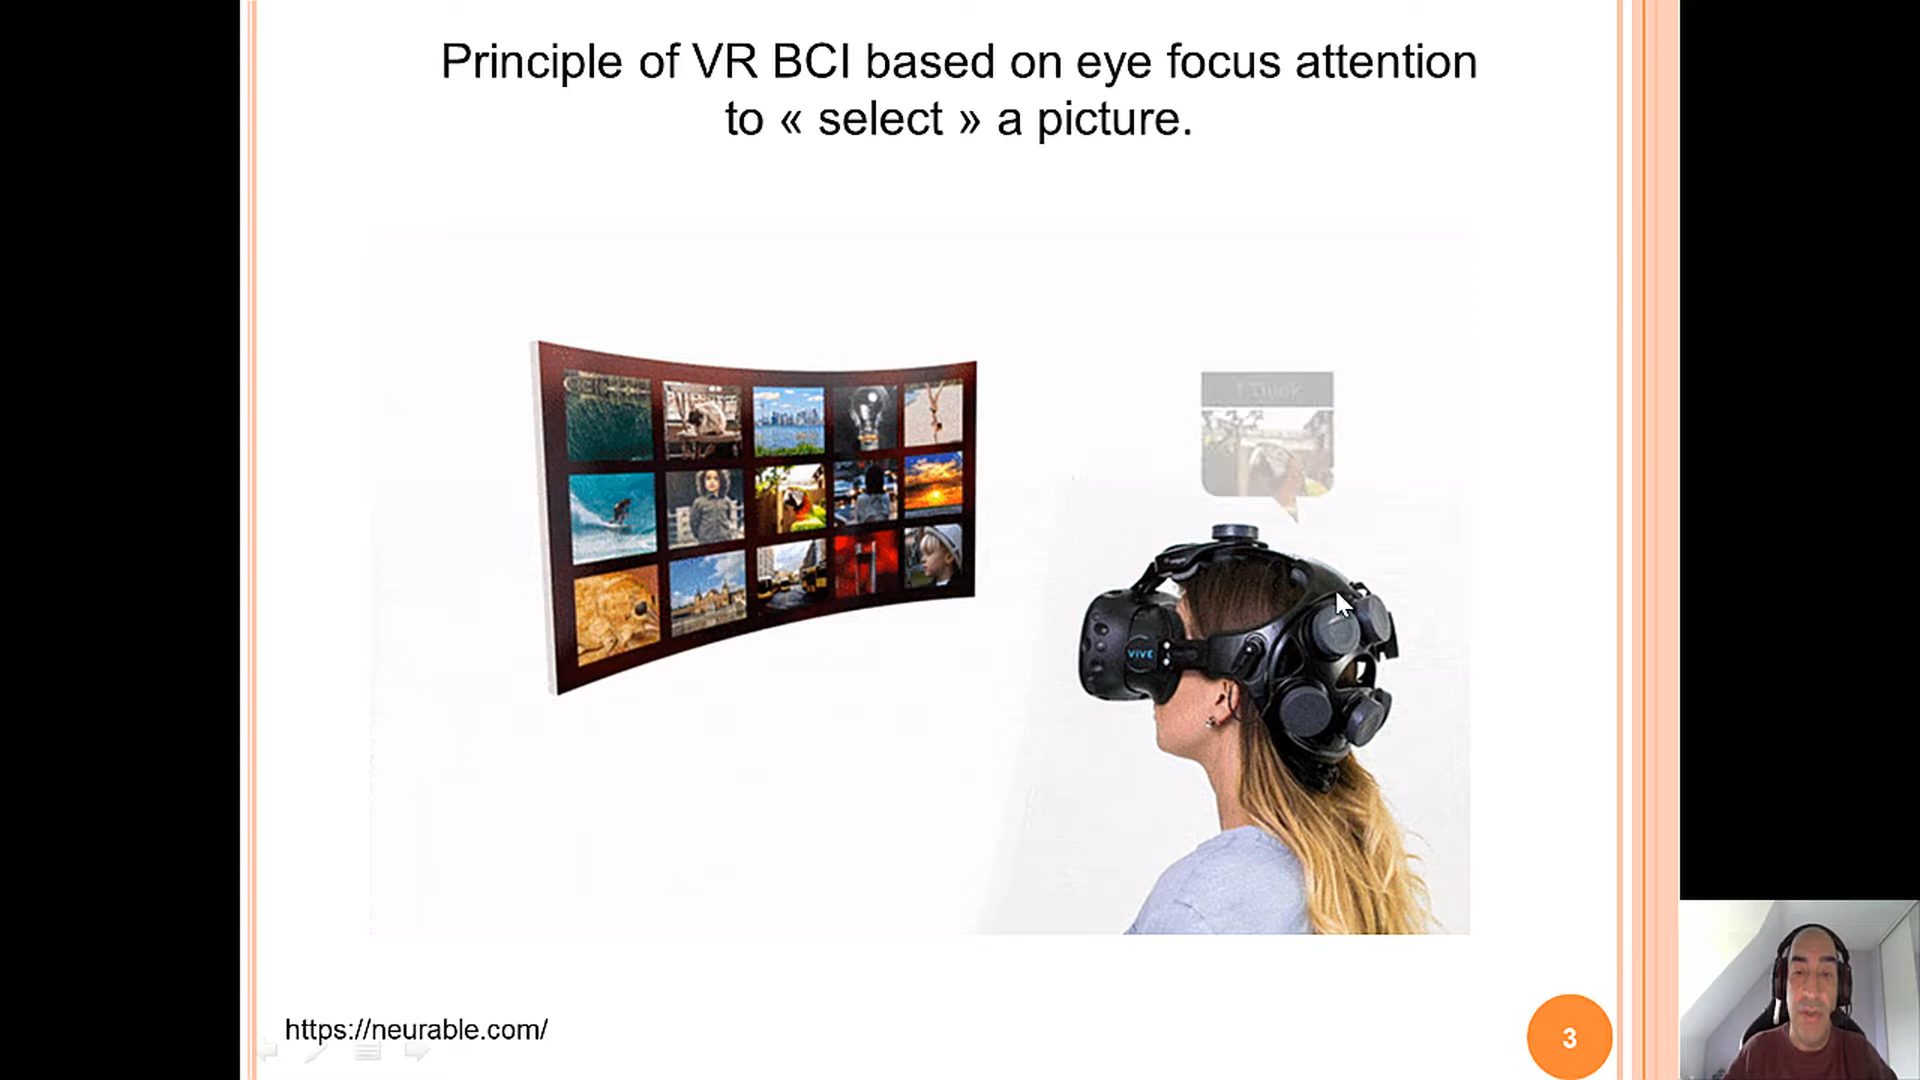 Principle of VR BCI based on eye focus attention
to « select » a picture.
VIVE
https://neurable.com/
3